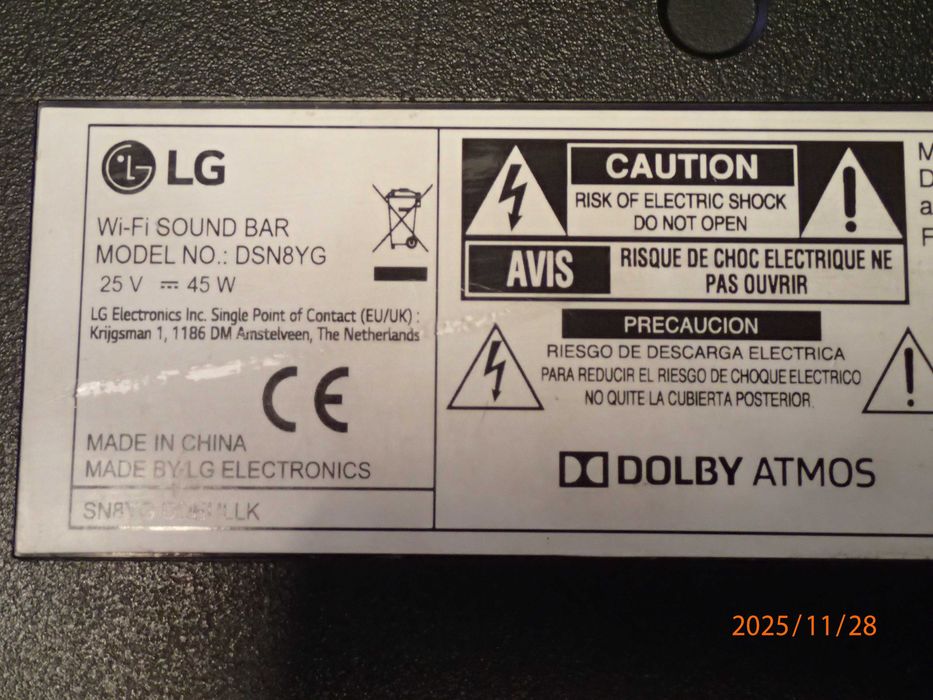 LG
Wi-Fi SOUND BAR
MODEL NO.: DSN8YG
25 V ⎓ 45 W
LG Electronics Inc. Single Point of Contact (EU/UK) :
Krijgsman 1, 1186 DM Amstelveen, The Netherlands
CE
MADE IN CHINA
MADE BY LG ELECTRONICS
CAUTION
RISK OF ELECTRIC SHOCK
DO NOT OPEN
AVIS
RISQUE DE CHOC ELECTRIQUE NE
PAS OUVRIR
PRECAUCION
RIESGO DE DESCARGA ELECTRICA
PARA REDUCIR EL RIESGO DE CHOQUE ELECTRICO
NO QUITE LA CUBIERTA POSTERIOR.
DOLBY ATMOS
2025/11/28